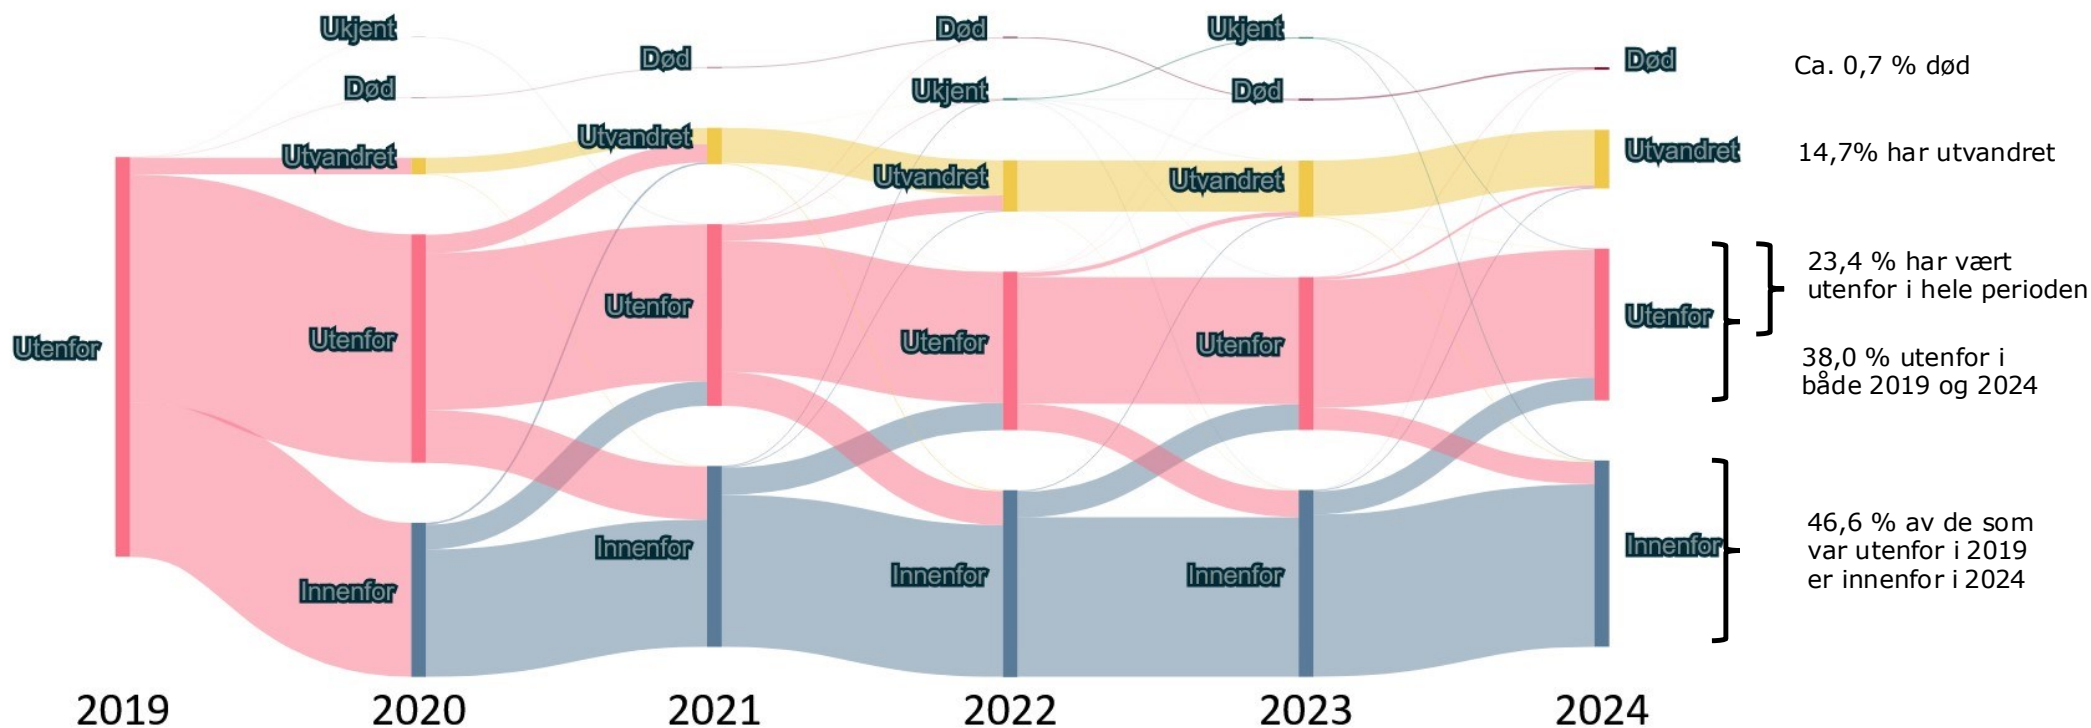 Ukjent
Død
Utvandret
Utenfor
Utenfor
Innenfor
Død
Utvandret
Utenfor
Innenfor
Død
Ukjent
Utvandret
Utenfor
Innenfor
Ukjent
Død
Utvandret
Utenfor
Innenfor
Død
Utvandret
Utenfor
Innenfor
Ca. 0,7 % død
14,7% har utvandret
23,4 % har vært
utenfor i hele perioden
38,0 % utenfor i
både 2019 og 2024
46,6 % av de som
var utenfor i 2019
er innenfor i 2024
2019 2020 2021 2022 2023 2024